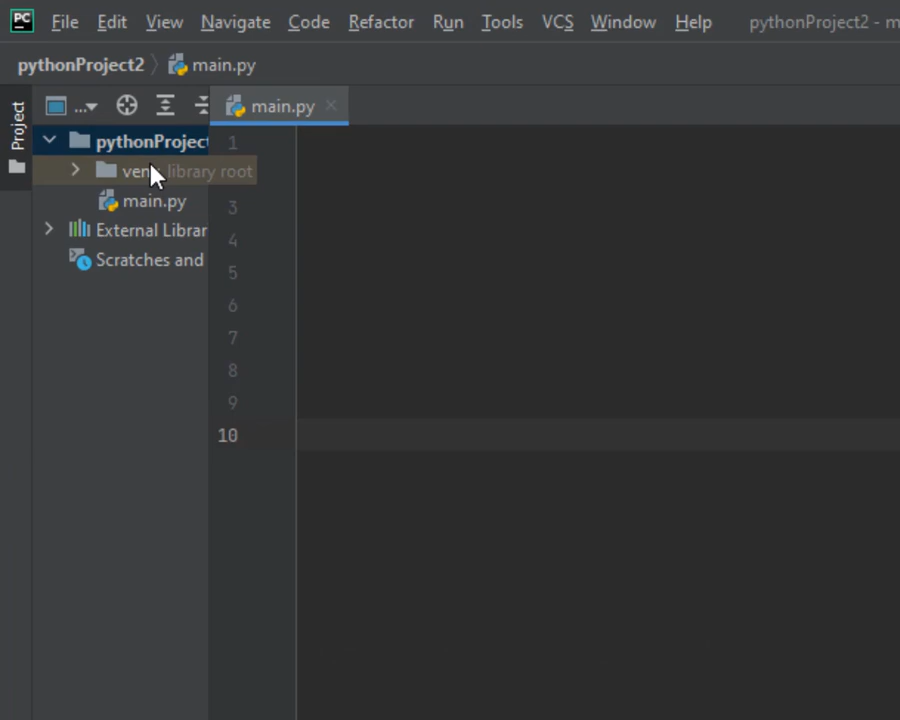 PC File Edit View Navigate Code Refactor Run Tools VCS Window Help pythonProject2 - m
pythonProject2 main.py
Project
... main.py
pythonProject
ven library root
main.py
External Librar
Scratches and
1
3
4
5
6
7
8
9
10